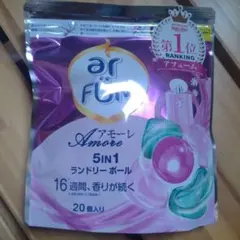 第1位
RANKING
ar
FUM
アモーレ
Amore
5IN1
ランドリー ボール
16週間、香りが続く
20個入り